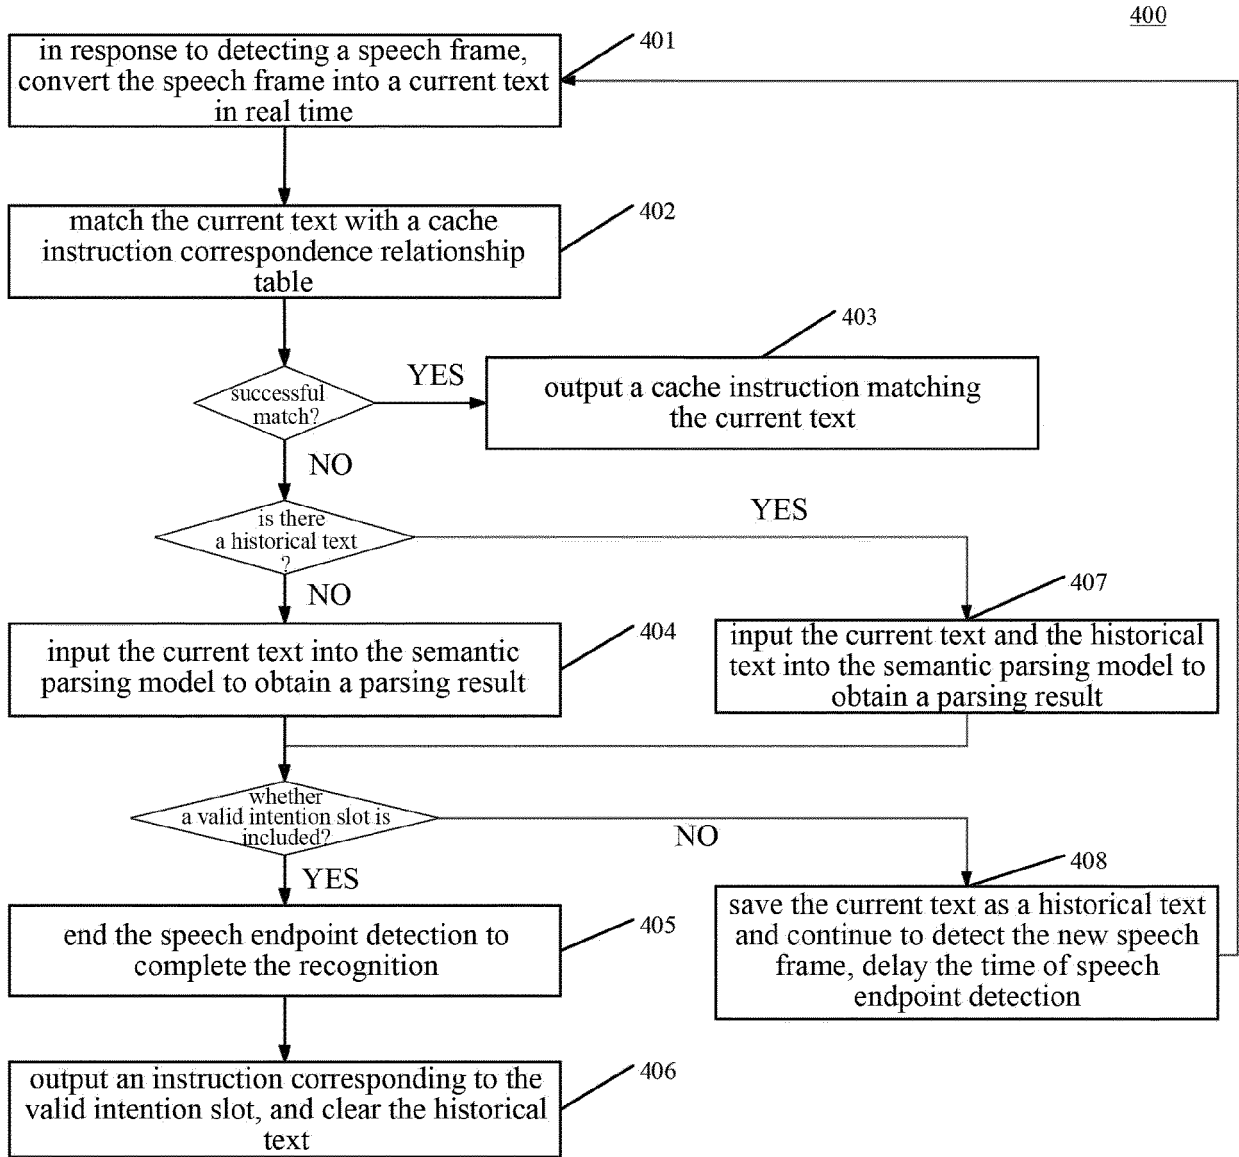 400
in response to detecting a speech frame,
convert the speech frame into a current text
in real time
401
match the current text with a cache
instruction correspondence relationship
table
402
successful
match?
YES
output a cache instruction matching
the current text
403
NO
is there
a historical text
?
YES
NO
input the current text into the semantic
parsing model to obtain a parsing result
404
input the current text and the historical
text into the semantic parsing model to
obtain a parsing result
407
whether
a valid intention slot is
included?
NO
YES
end the speech endpoint detection to
complete the recognition
405
save the current text as a historical text
and continue to detect the new speech
frame, delay the time of speech
endpoint detection
408
output an instruction corresponding to the
valid intention slot, and clear the historical
text
406